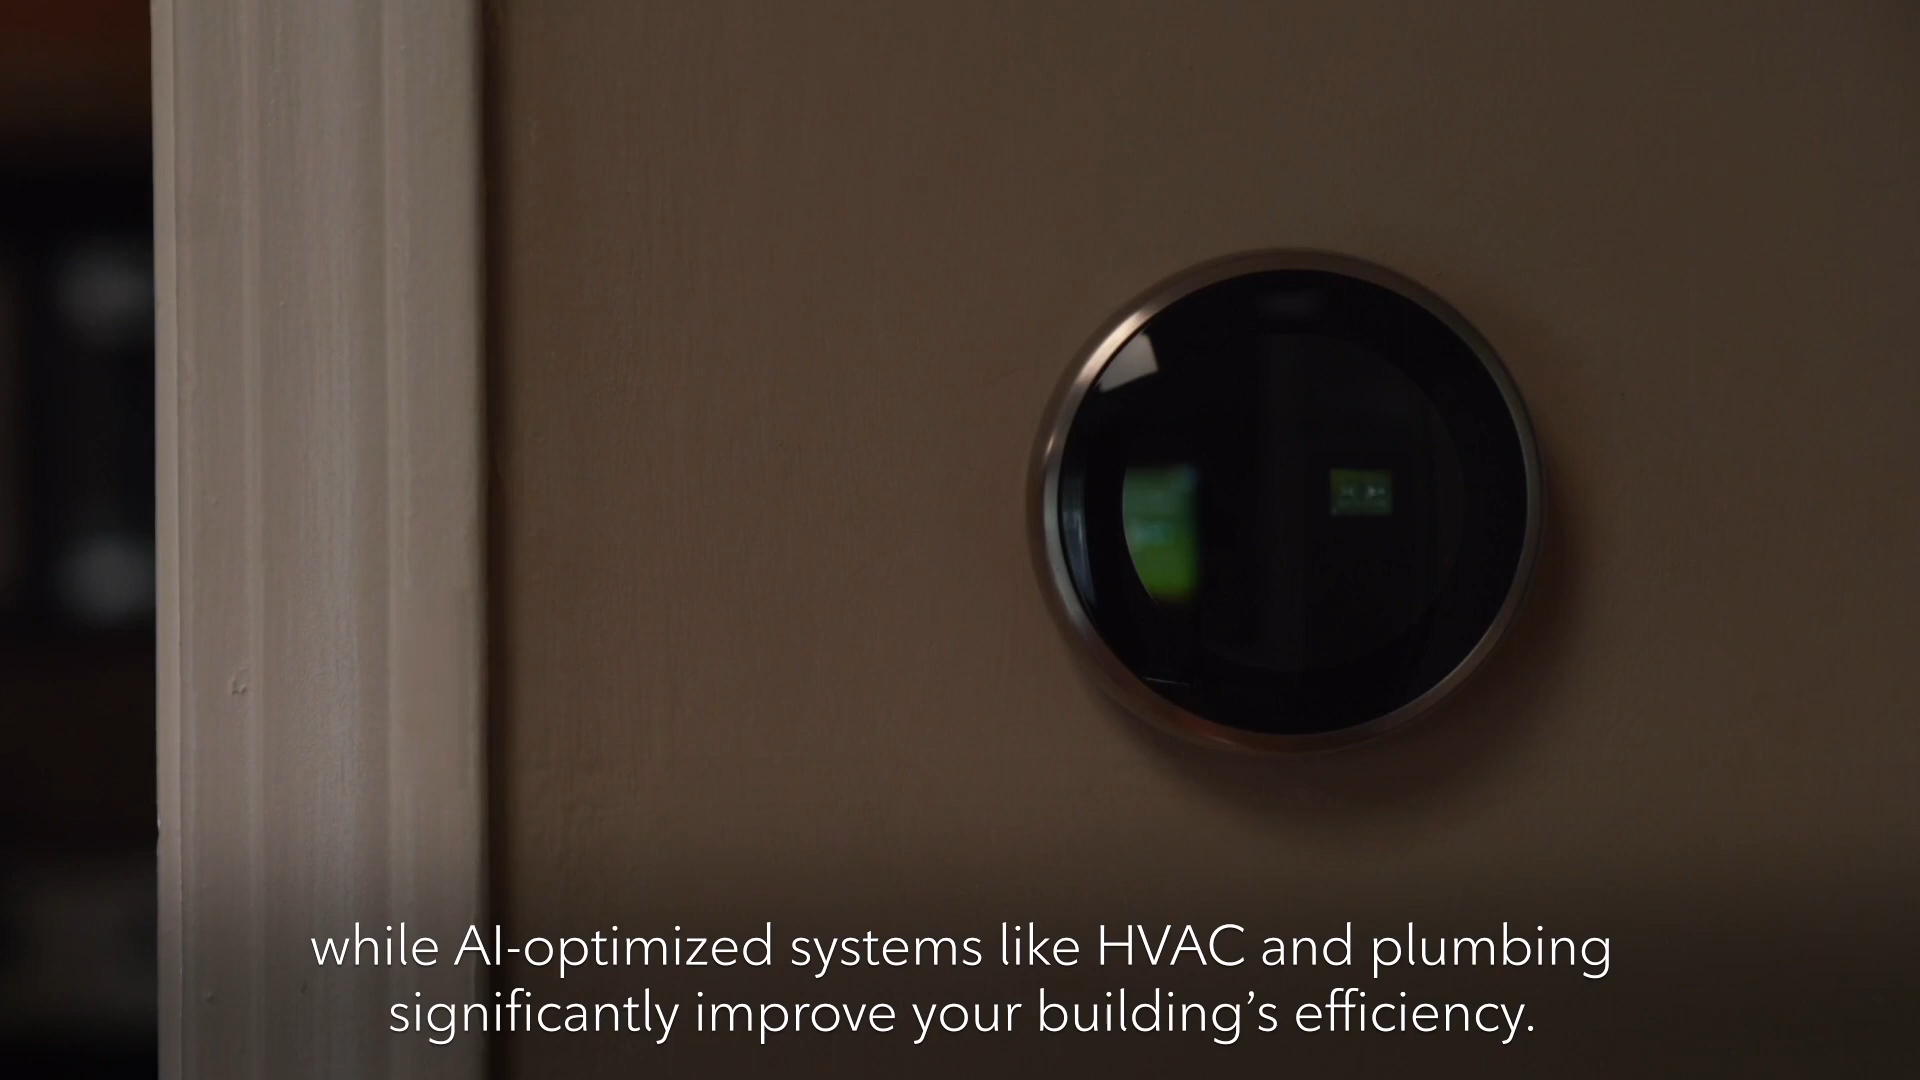 while AI-optimized systems like HVAC and plumbing
significantly improve your building’s efficiency.